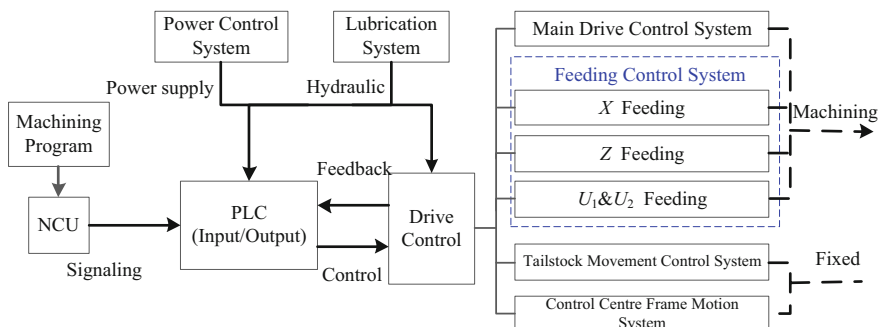 Power Control
System
Lubrication
System
Main Drive Control System
Power supply
Hydraulic
Feeding Control System
X Feeding
Machining
Machining
Program
Feedback
Z Feeding
NCU
PLC
(Input/Output)
Drive
Control
U₁&U₂ Feeding
Signaling
Control
Tailstock Movement Control System
Fixed
Control Centre Frame Motion
System